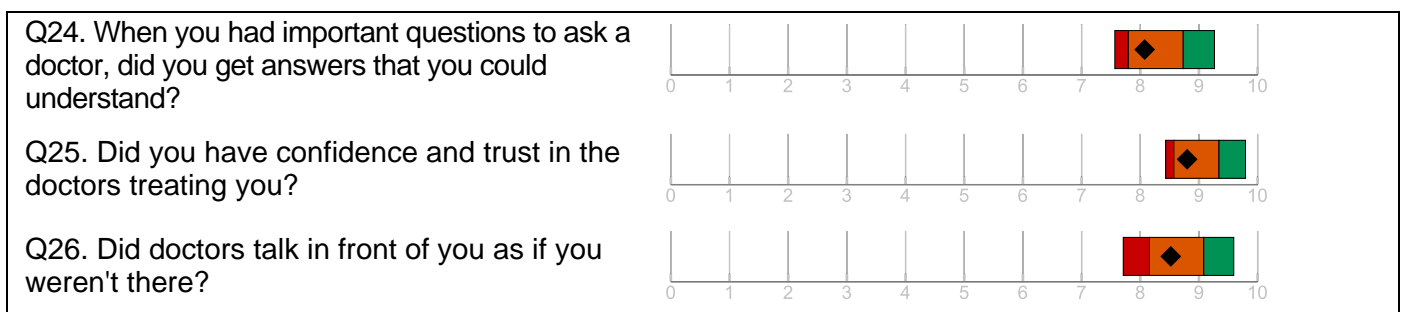 Q24. When you had important questions to ask a
doctor, did you get answers that you could
understand?
0 1 2 3 4 5 6 7 8 9 10
Q25. Did you have confidence and trust in the
doctors treating you?
0 1 2 3 4 5 6 7 8 9 10
Q26. Did doctors talk in front of you as if you
weren't there?
0 1 2 3 4 5 6 7 8 9 10